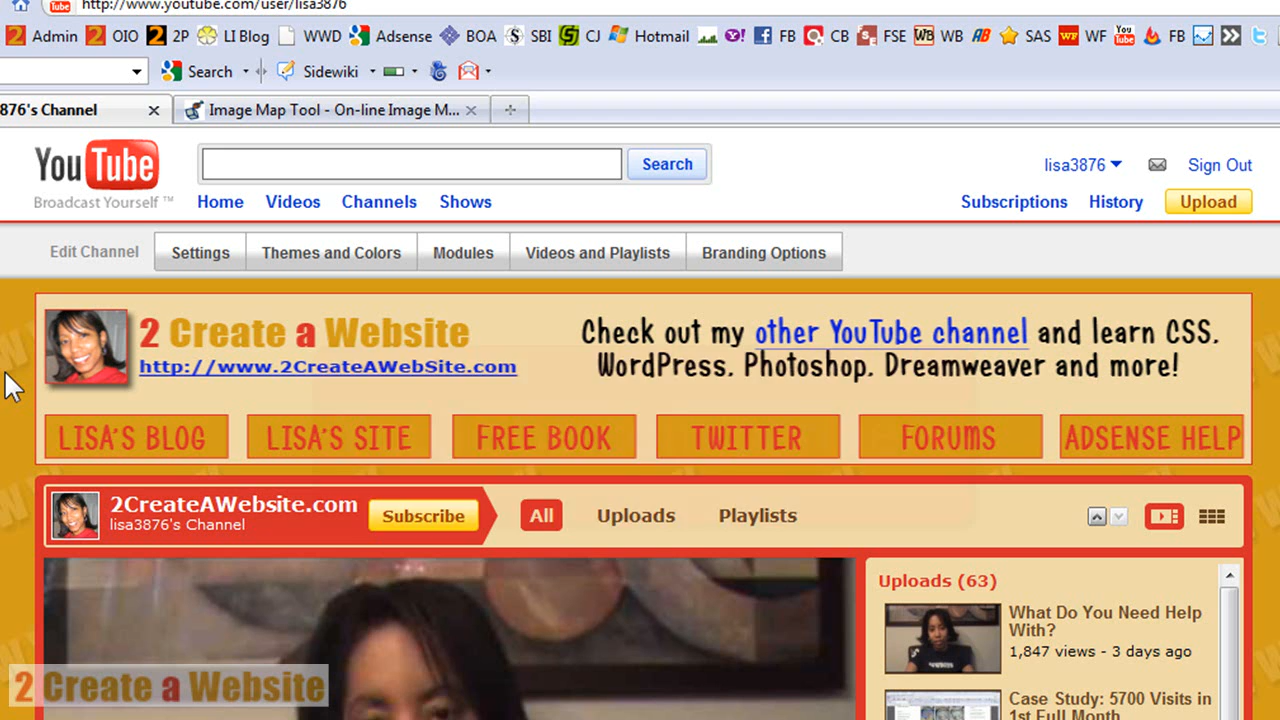 http://www.youtube.com/user/lisa3876
Admin OIO 2P LI Blog WWD Adsense BOA SBI CJ Hotmail Y! FB CB FSE WB WB SAS WF FB
Search Sidewiki
876's Channel Image Map Tool - On-line Image M...
YouTube Search lisa3876 Sign Out
Broadcast Yourself ™ Home Videos Channels Shows Subscriptions History Upload
Edit Channel Settings Themes and Colors Modules Videos and Playlists Branding Options
2 Create a Website
http://www.2CreateAWebSite.com
Check out my other YouTube channel and learn CSS.
WordPress. Photoshop. Dreamweaver and more!
LISA'S BLOG LISA'S SITE FREE BOOK TWITTER FORUMS ADSENSE HELP
2CreateAWebsite.com
lisa3876's Channel
Subscribe All Uploads Playlists
Uploads (63)
What Do You Need Help
With?
1,847 views - 3 days ago
Case Study: 5700 Visits in
1st Full Month
2 Create a Website